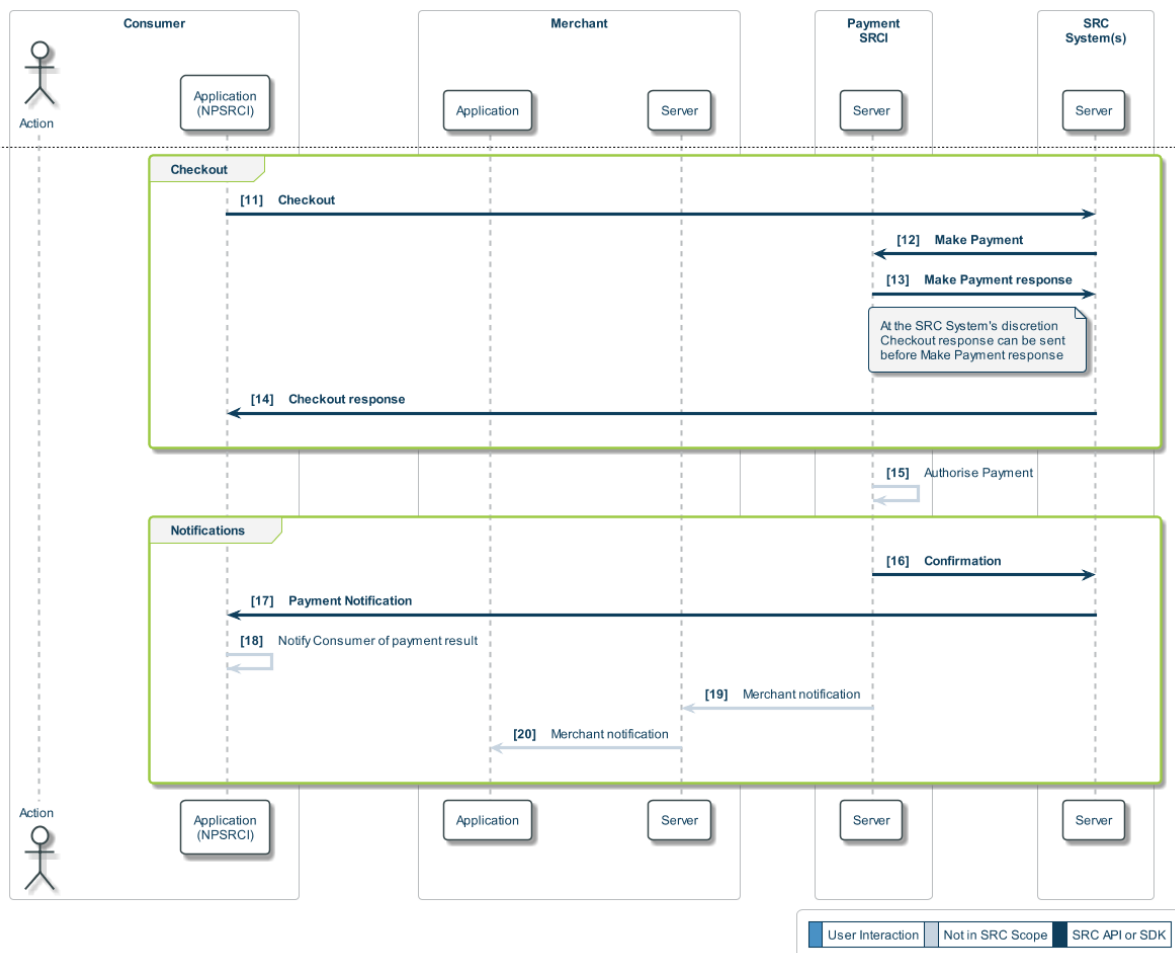 Consumer
Merchant
Payment
SRCI
SRC
System(s)
Action
Application
(NPSRCI)
Application
Server
Server
Server
Checkout
[11] Checkout
[12] Make Payment
[13] Make Payment response
At the SRC System's discretion
Checkout response can be sent
before Make Payment response
[14] Checkout response
[15] Authorise Payment
Notifications
[16] Confirmation
[17] Payment Notification
[18] Notify Consumer of payment result
[19] Merchant notification
[20] Merchant notification
Action
Application
(NPSRCI)
Application
Server
Server
Server
User Interaction
Not in SRC Scope
SRC API or SDK